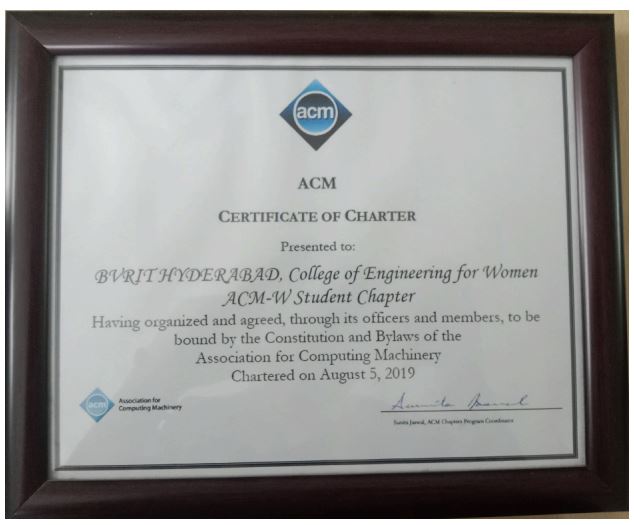 acm
ACM
CERTIFICATE OF CHARTER
Presented to:
BVRIT HYDERABAD, College of Engineering for Women
ACM-W Student Chapter
Having organized and agreed, through its officers and members, to be
bound by the Constitution and Bylaws of the
Association for Computing Machinery
Chartered on August 5, 2019
acm
Association for
Computing Machinery
Sunita Jaswal, ACM Chapters Program Coordinator